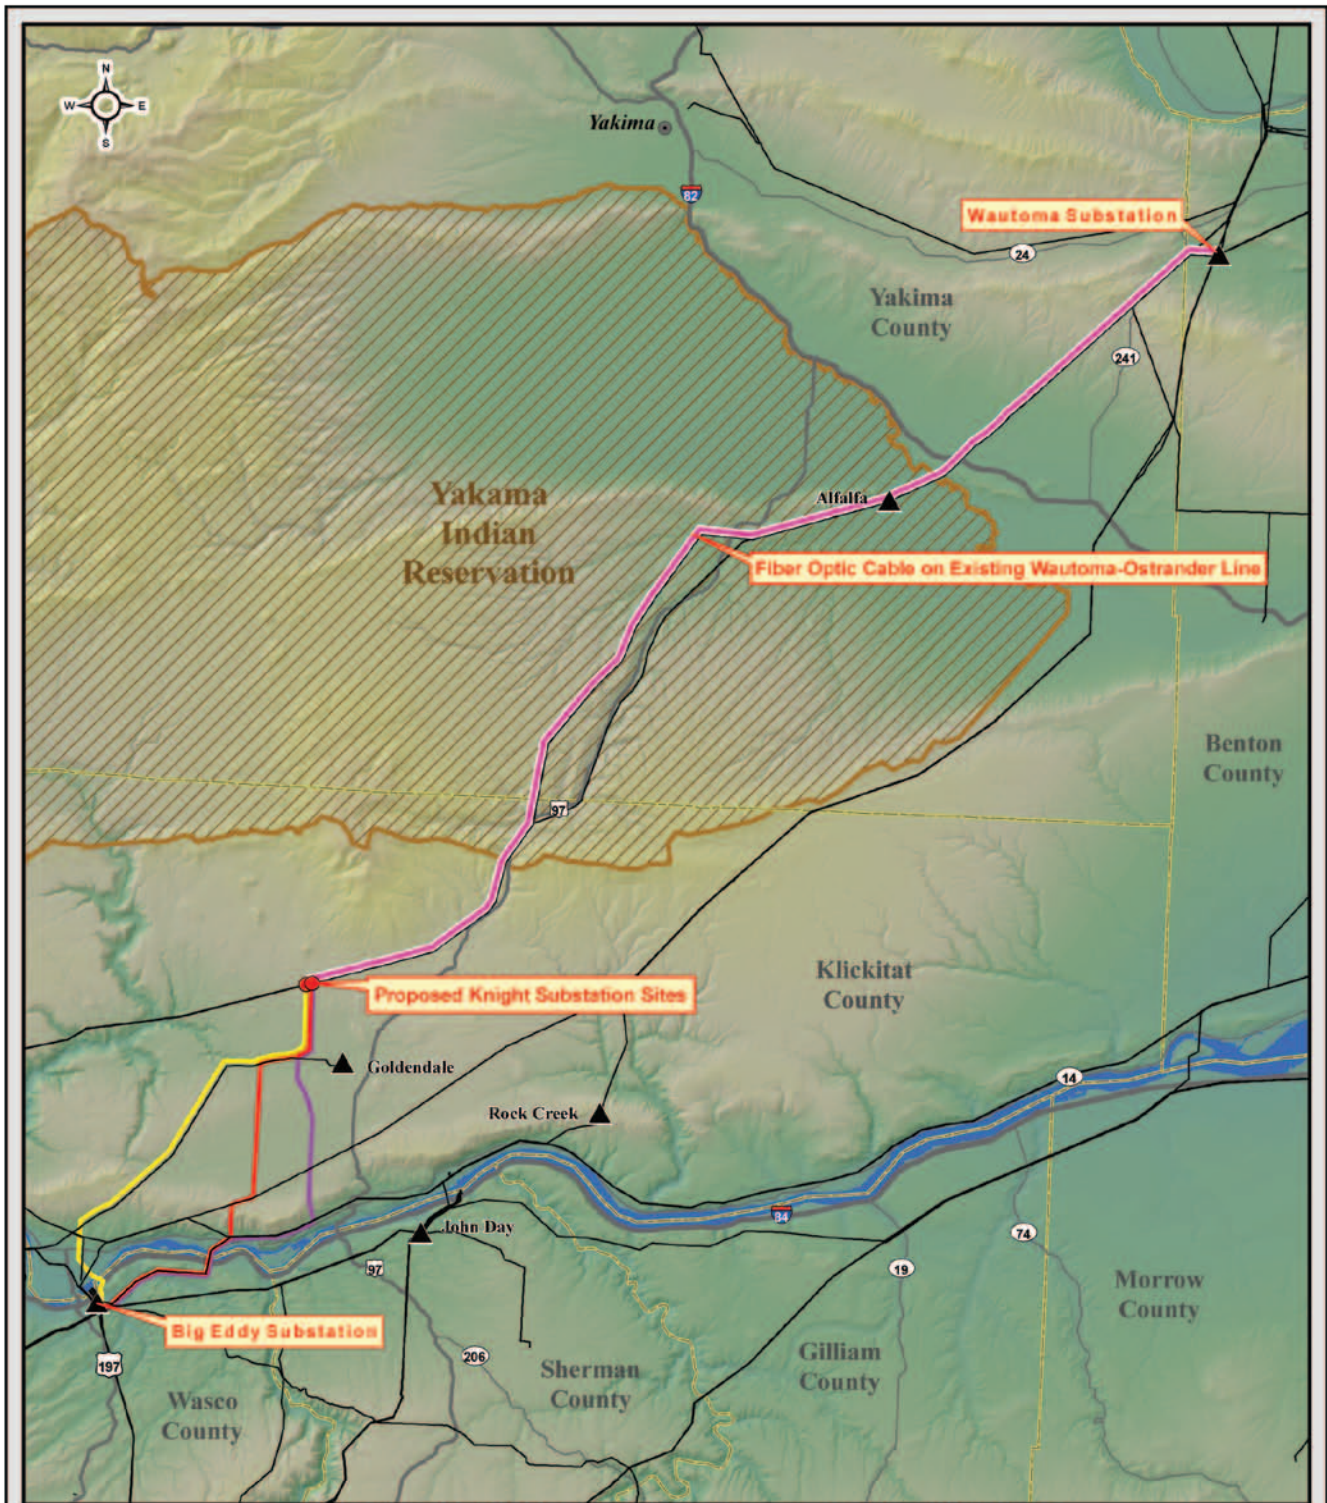 N
W E
S
Yakima
82
Wautoma Substation
24
Yakima
County
241
Alfalfa
Yakama
Indian
Reservation
Fiber Optic Cable on Existing Wautoma-Ostrander Line
Benton
County
97
Klickitat
County
Proposed Knight Substation Sites
Goldendale
14
Rock Creek
84
John Day
74
97
19
Morrow
County
Big Eddy Substation
206
197
Sherman
County
Gilliam
County
Wasco
County